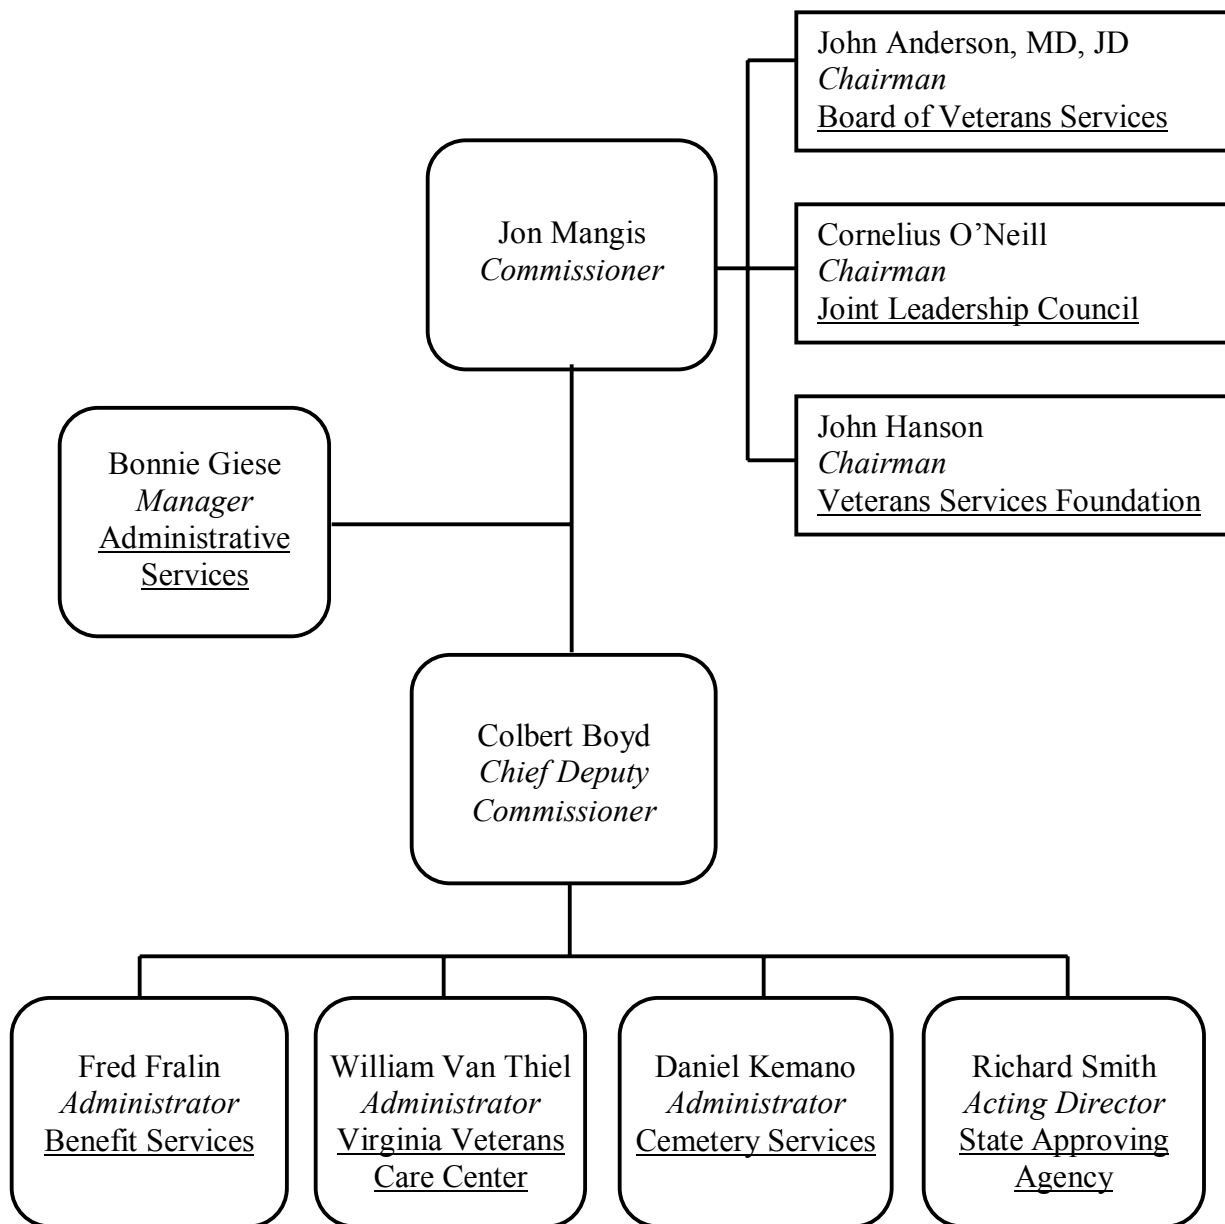 John Anderson, MD, JD
Chairman
Board of Veterans Services
Jon Mangis
Commissioner
Cornelius O’Neill
Chairman
Joint Leadership Council
John Hanson
Chairman
Veterans Services Foundation
Bonnie Giese
Manager
Administrative
Services
Colbert Boyd
Chief Deputy
Commissioner
Fred Fralin
Administrator
Benefit Services
William Van Thiel
Administrator
Virginia Veterans
Care Center
Daniel Kemano
Administrator
Cemetery Services
Richard Smith
Acting Director
State Approving
Agency